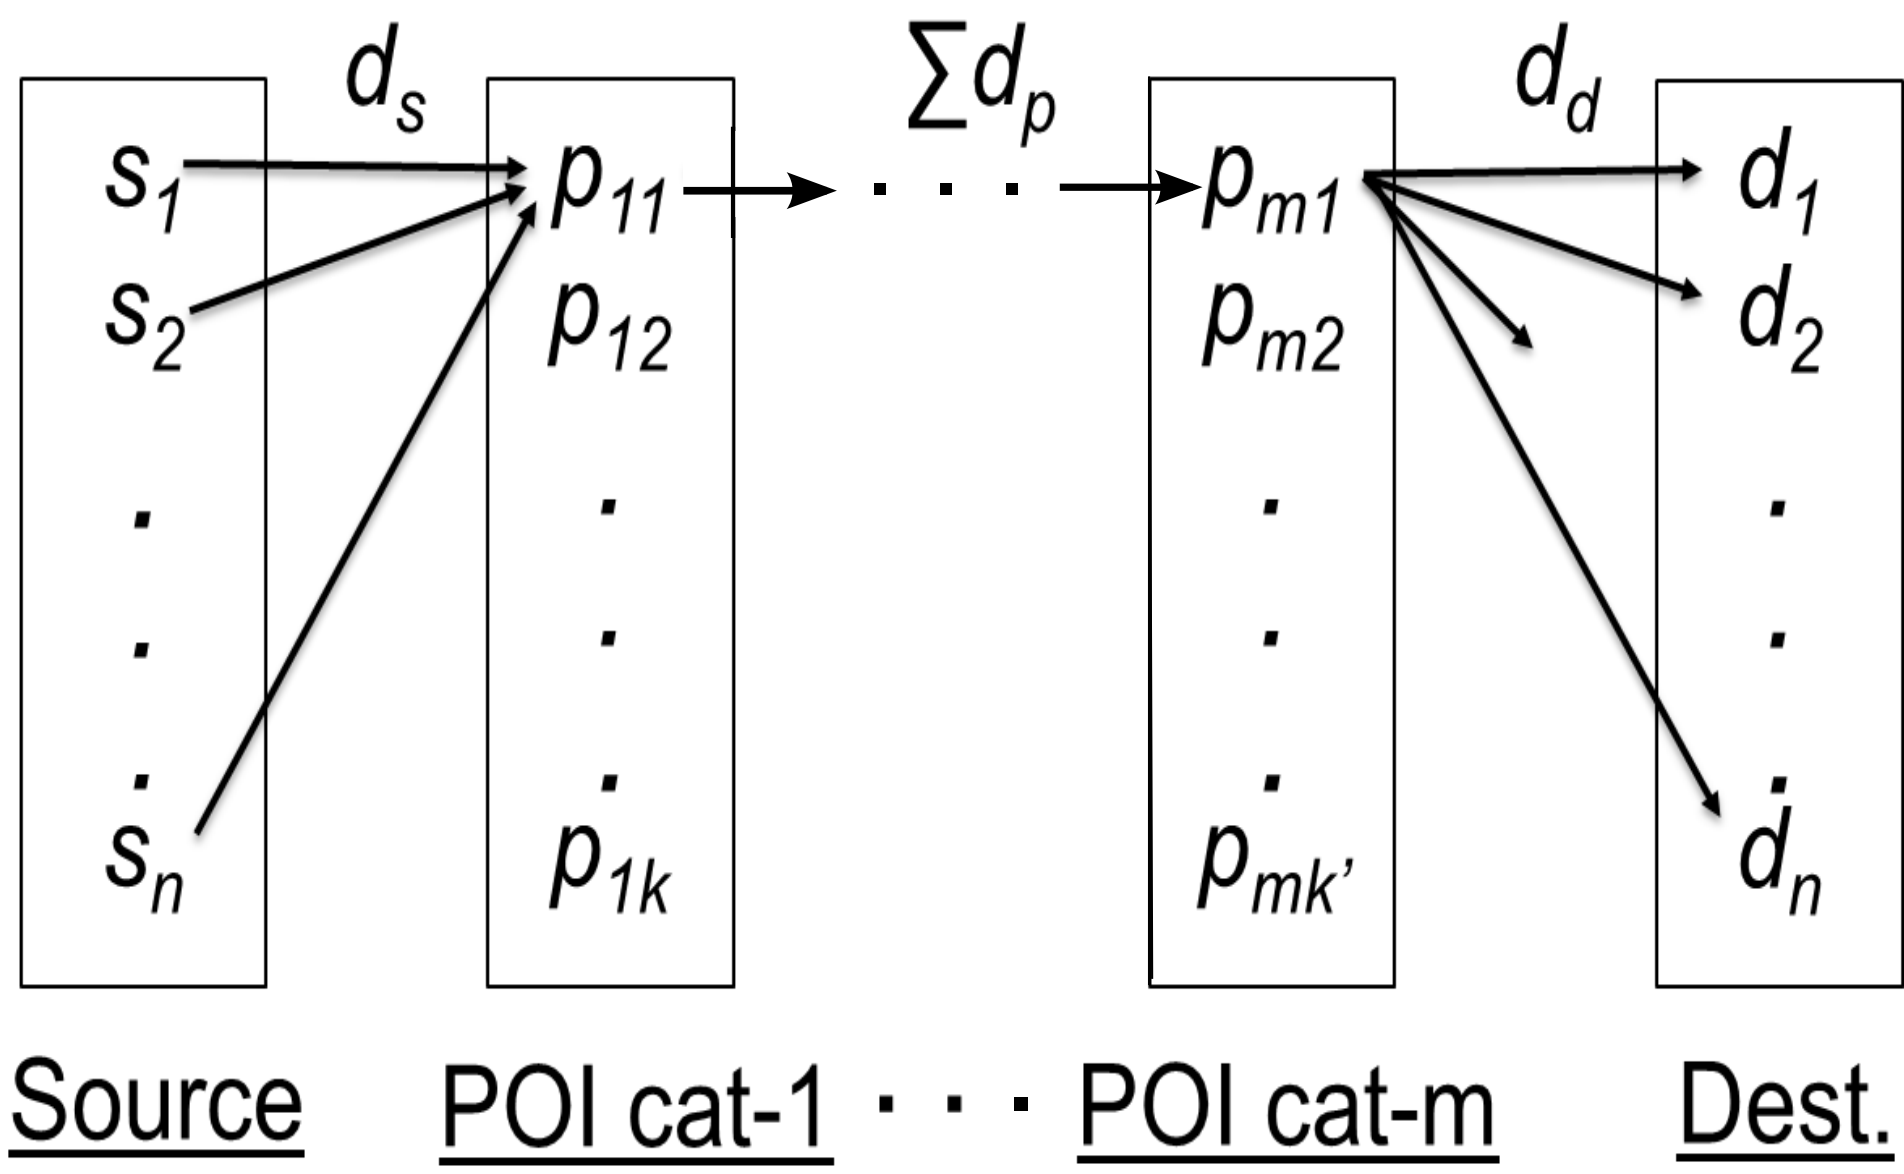 d_s ∑d_p d_d
s_1 p_11 . . . p_m1 d_1
s_2 p_12 p_m2 d_2
. . . .
. . . .
. . . .
s_n p_1k p_mk’ d_n
Source POI cat-1 . . . POI cat-m Dest.